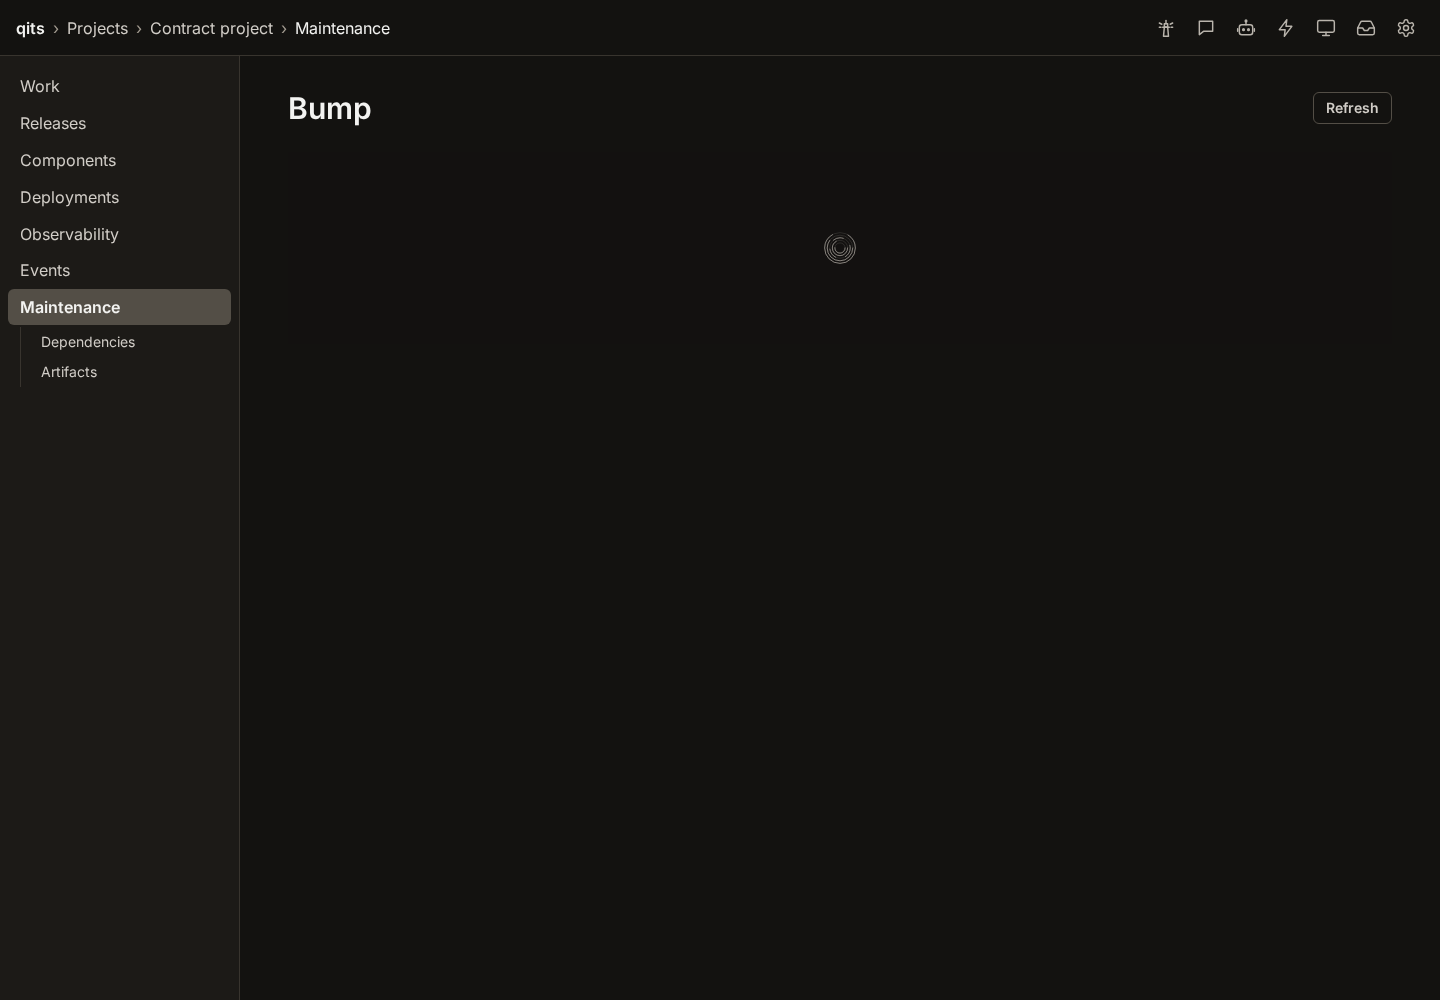 qits › Projects › Contract project › Maintenance
Work
Releases
Components
Deployments
Observability
Events
Maintenance
Dependencies
Artifacts
Bump
Refresh